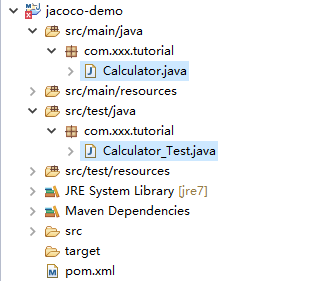 jacoco-demo
src/main/java
com.xxx.tutorial
Calculator.java
src/main/resources
src/test/java
com.xxx.tutorial
Calculator_Test.java
src/test/resources
JRE System Library [jre7]
Maven Dependencies
src
target
pom.xml